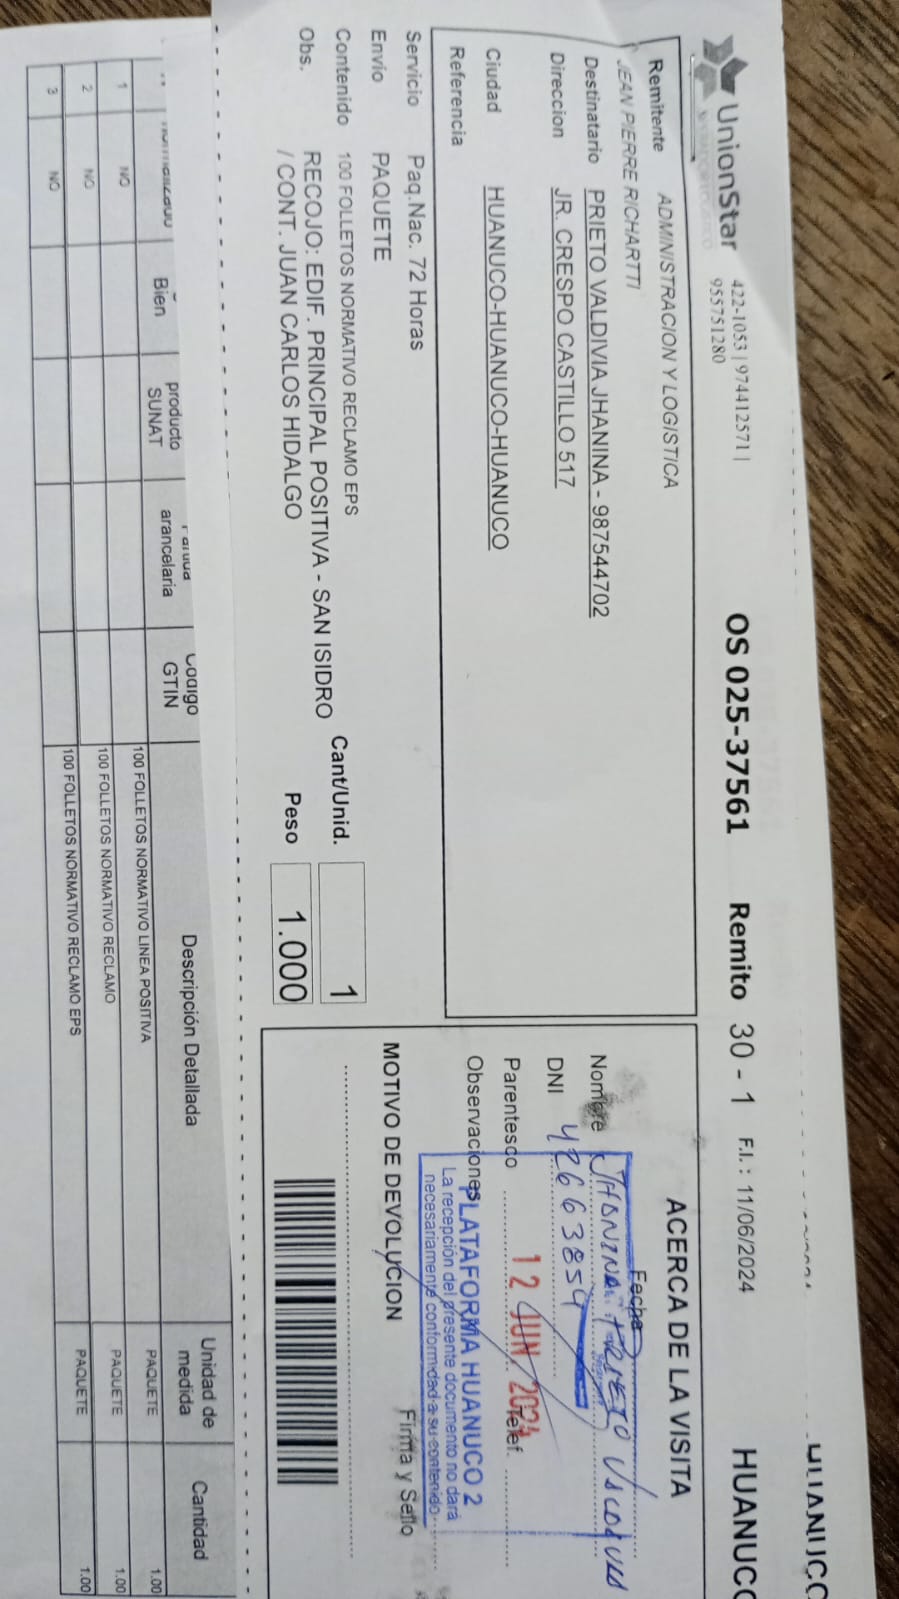 UnionStar
422-1053 | 974412571 |
955751280
OS 025-37561 Remito 30 - 1 F.I. : 11/06/2024 HUANUCO
Remitente ADMINISTRACION Y LOGISTICA
JEAN PIERRE RICHARTTI
Destinatario PRIETO VALDIVIA JHANINA - 987544702
Direccion JR. CRESPO CASTILLO 517
Ciudad HUANUCO-HUANUCO-HUANUCO
Referencia
Servicio Paq.Nac. 72 Horas
Envio PAQUETE
Contenido 100 FOLLETOS NORMATIVO RECLAMO EPS
Obs. RECOJO: EDIF. PRINCIPAL POSITIVA - SAN ISIDRO
/ CONT. JUAN CARLOS HIDALGO
Cant/Unid. 1
Peso 1.000
ACERCA DE LA VISITA
Fecha
Nombre
DNI 42663854
Parentesco
12 JUN. 2024
Telef.
Observaciones
PLATAFORMA HUANUCO 2
La recepción del presente documento no dará
necesariamente conformidad a su contenido
MOTIVO DE DEVOLUCION
Firma y Sello
Bien producto SUNAT arancelaria Código GTIN Descripción Detallada Unidad de medida Cantidad
1 NO 100 FOLLETOS NORMATIVO LINEA POSITIVA PAQUETE 1.00
2 NO 100 FOLLETOS NORMATIVO RECLAMO PAQUETE 1.00
3 NO 100 FOLLETOS NORMATIVO RECLAMO EPS PAQUETE 1.00